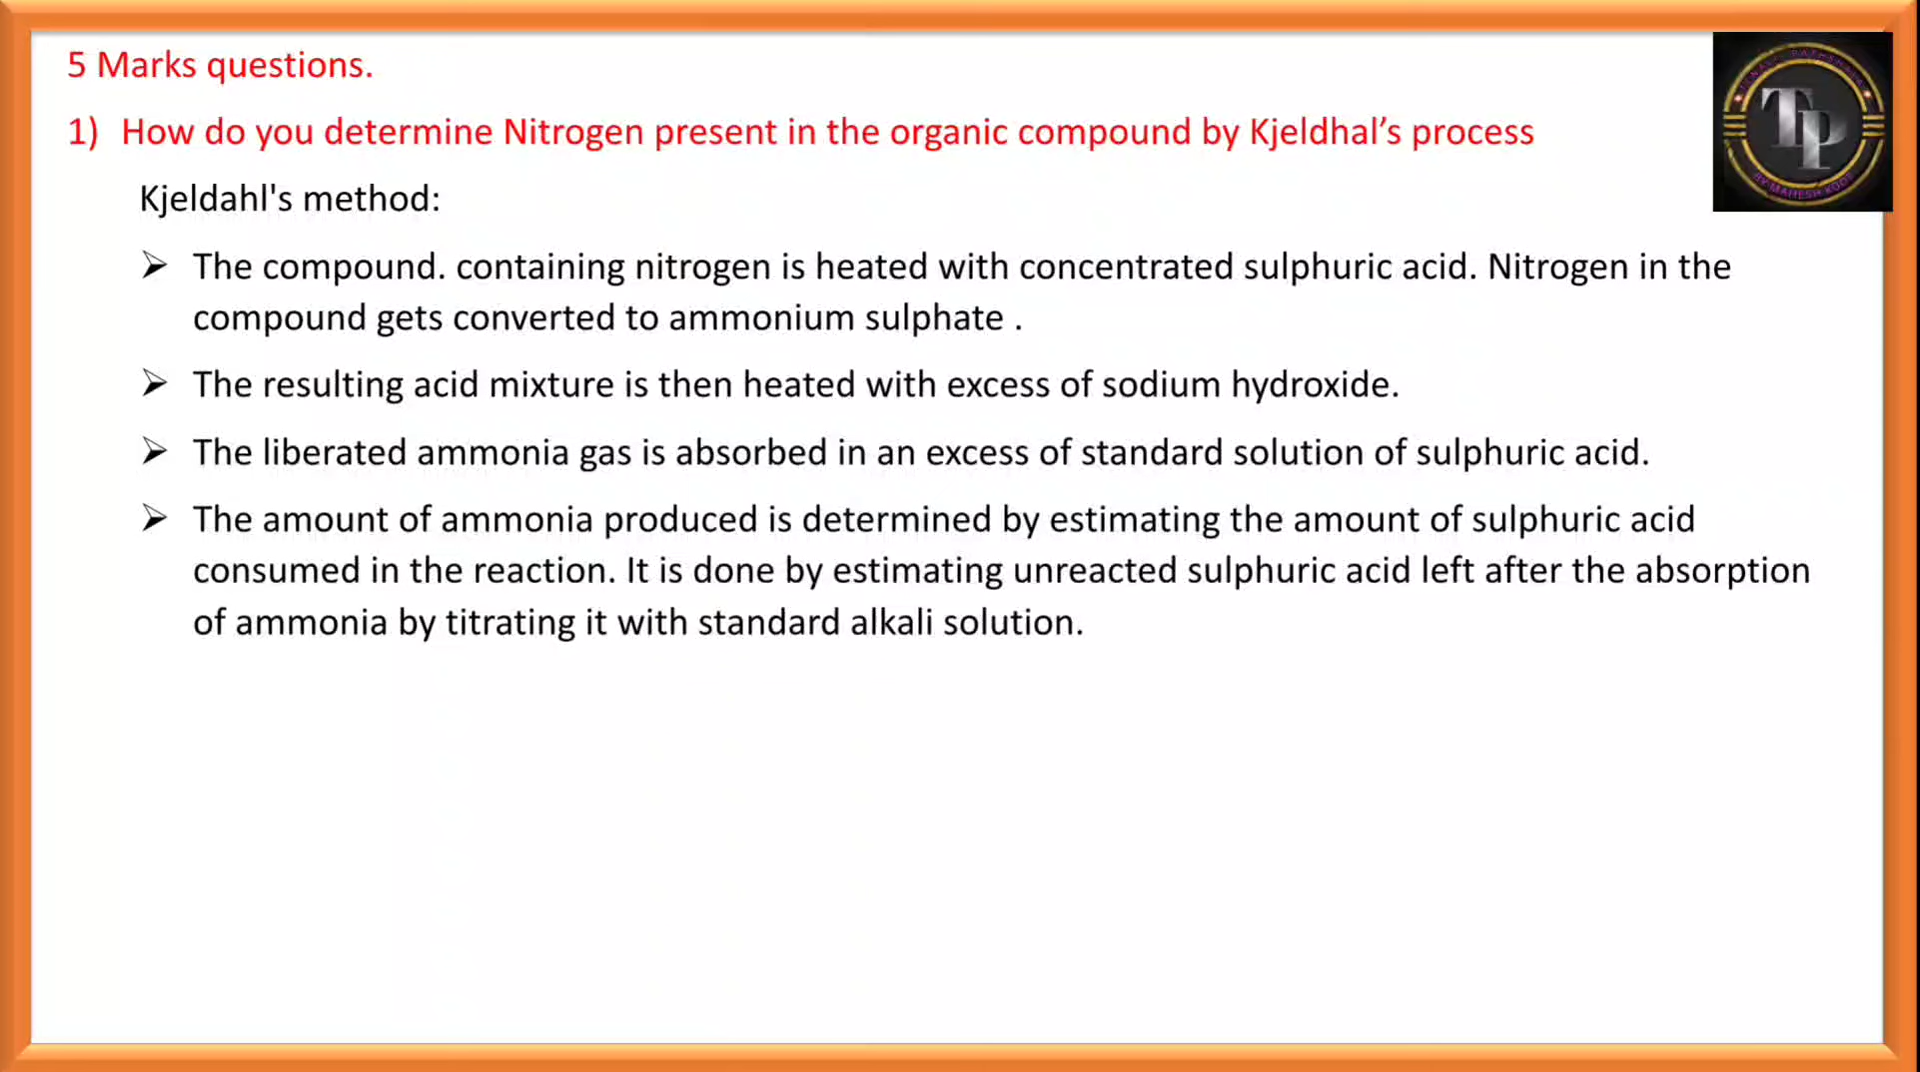 5 Marks questions.
1) How do you determine Nitrogen present in the organic compound by Kjeldhal’s process
Kjeldahl's method:
➢ The compound. containing nitrogen is heated with concentrated sulphuric acid. Nitrogen in the
compound gets converted to ammonium sulphate .
➢ The resulting acid mixture is then heated with excess of sodium hydroxide.
➢ The liberated ammonia gas is absorbed in an excess of standard solution of sulphuric acid.
➢ The amount of ammonia produced is determined by estimating the amount of sulphuric acid
consumed in the reaction. It is done by estimating unreacted sulphuric acid left after the absorption
of ammonia by titrating it with standard alkali solution.
TP
BY MAHESH